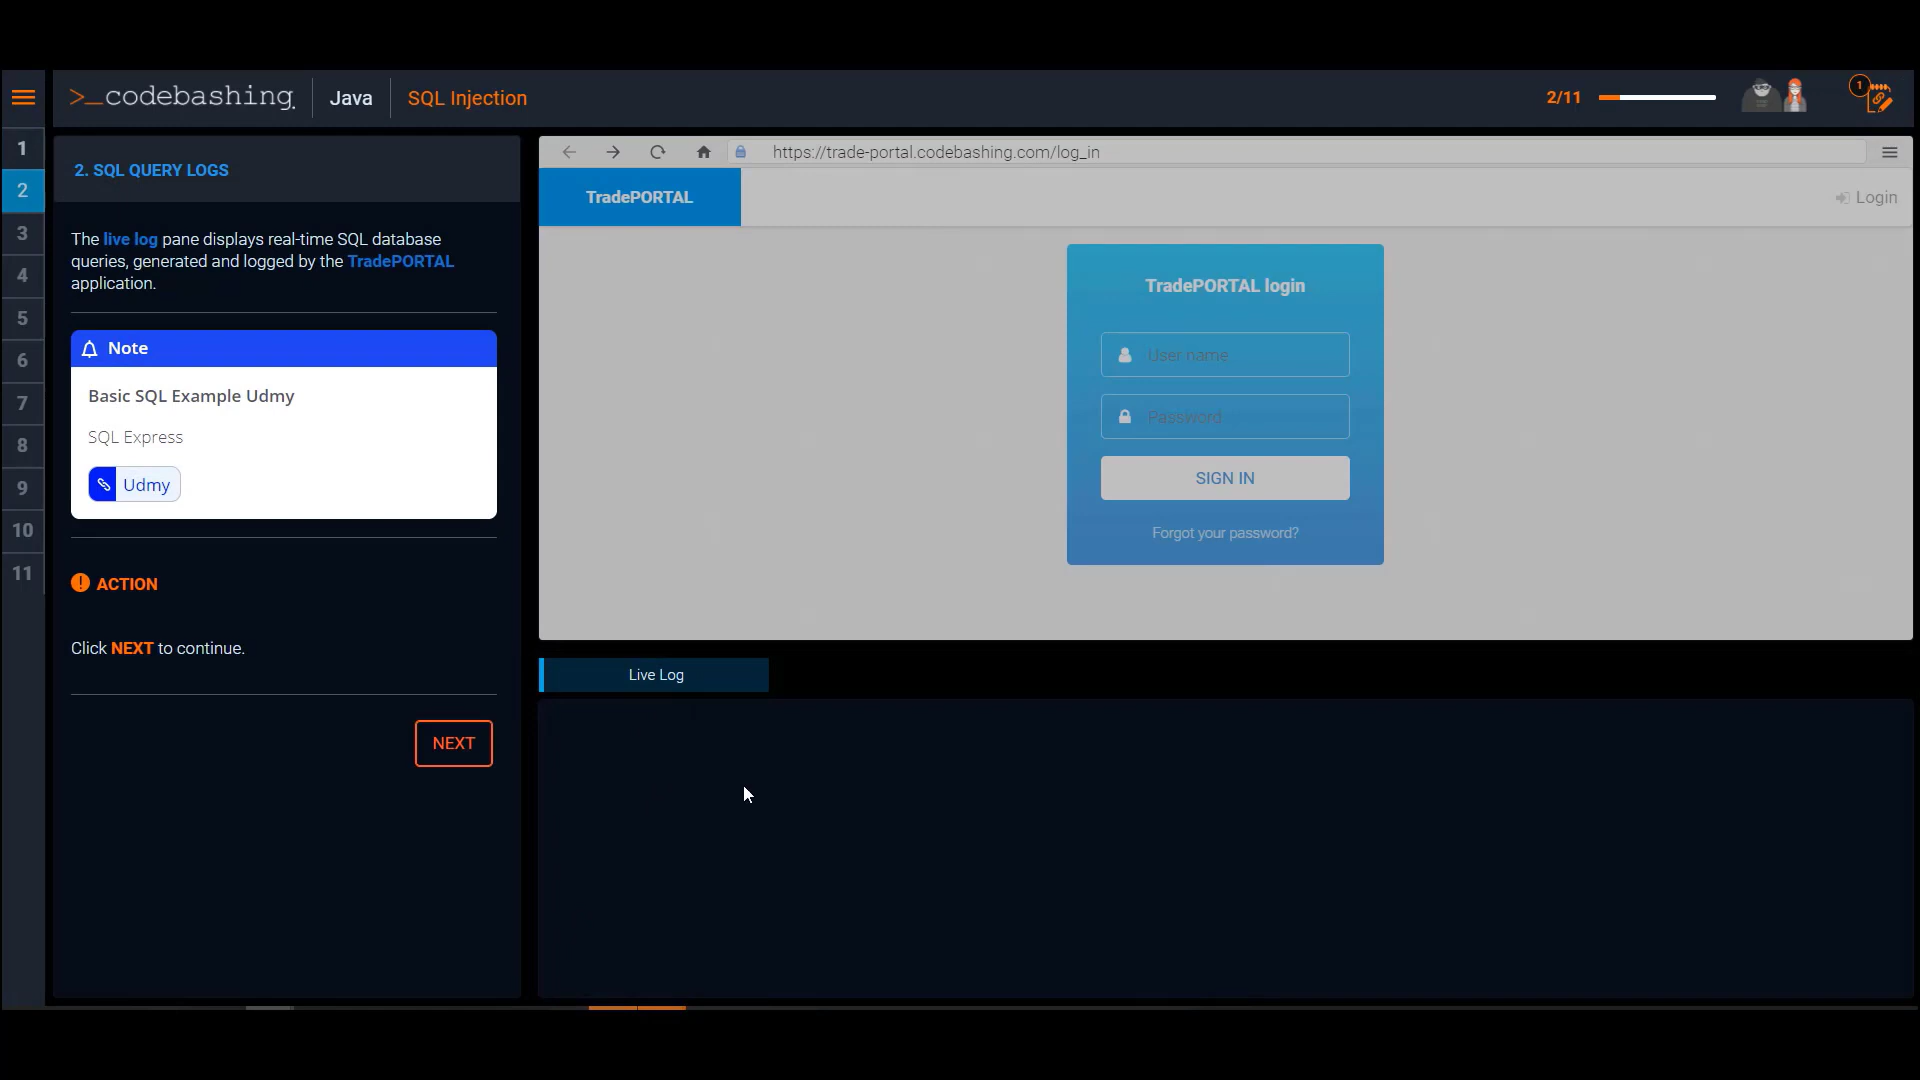 >_codebashing.
Java
SQL Injection
2/11
1
1
2
3
4
5
6
7
8
9
10
11
2. SQL QUERY LOGS
The live log pane displays real-time SQL database
queries, generated and logged by the TradePORTAL
application.
Note
Basic SQL Example Udmy
SQL Express
Udmy
! ACTION
Click NEXT to continue.
NEXT
https://trade-portal.codebashing.com/log_in
TradePORTAL
Login
TradePORTAL login
User name
Password
SIGN IN
Forgot your password?
Live Log